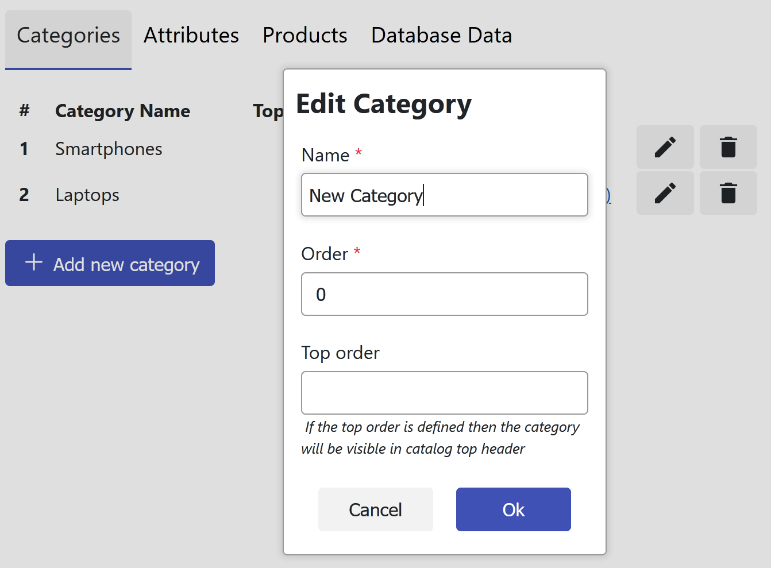 Categories Attributes Products Database Data
# Category Name Top
1 Smartphones
2 Laptops
)
+ Add new category
Edit Category
Name *
New Category
Order *
0
Top order
If the top order is defined then the category
will be visible in catalog top header
Cancel Ok